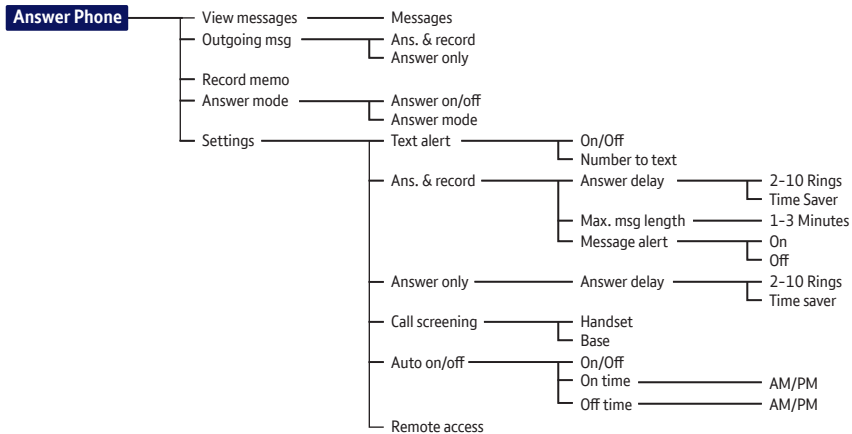 Answer Phone View messages Messages
Outgoing msg Ans. & record
Answer only
Record memo
Answer mode Answer on/off
Answer mode
Settings Text alert On/Off
Number to text
Ans. & record Answer delay 2-10 Rings
Time Saver
Max. msg length 1-3 Minutes
Message alert On
Off
Answer only Answer delay 2-10 Rings
Time saver
Call screening Handset
Base
Auto on/off On/Off
On time AM/PM
Off time AM/PM
Remote access